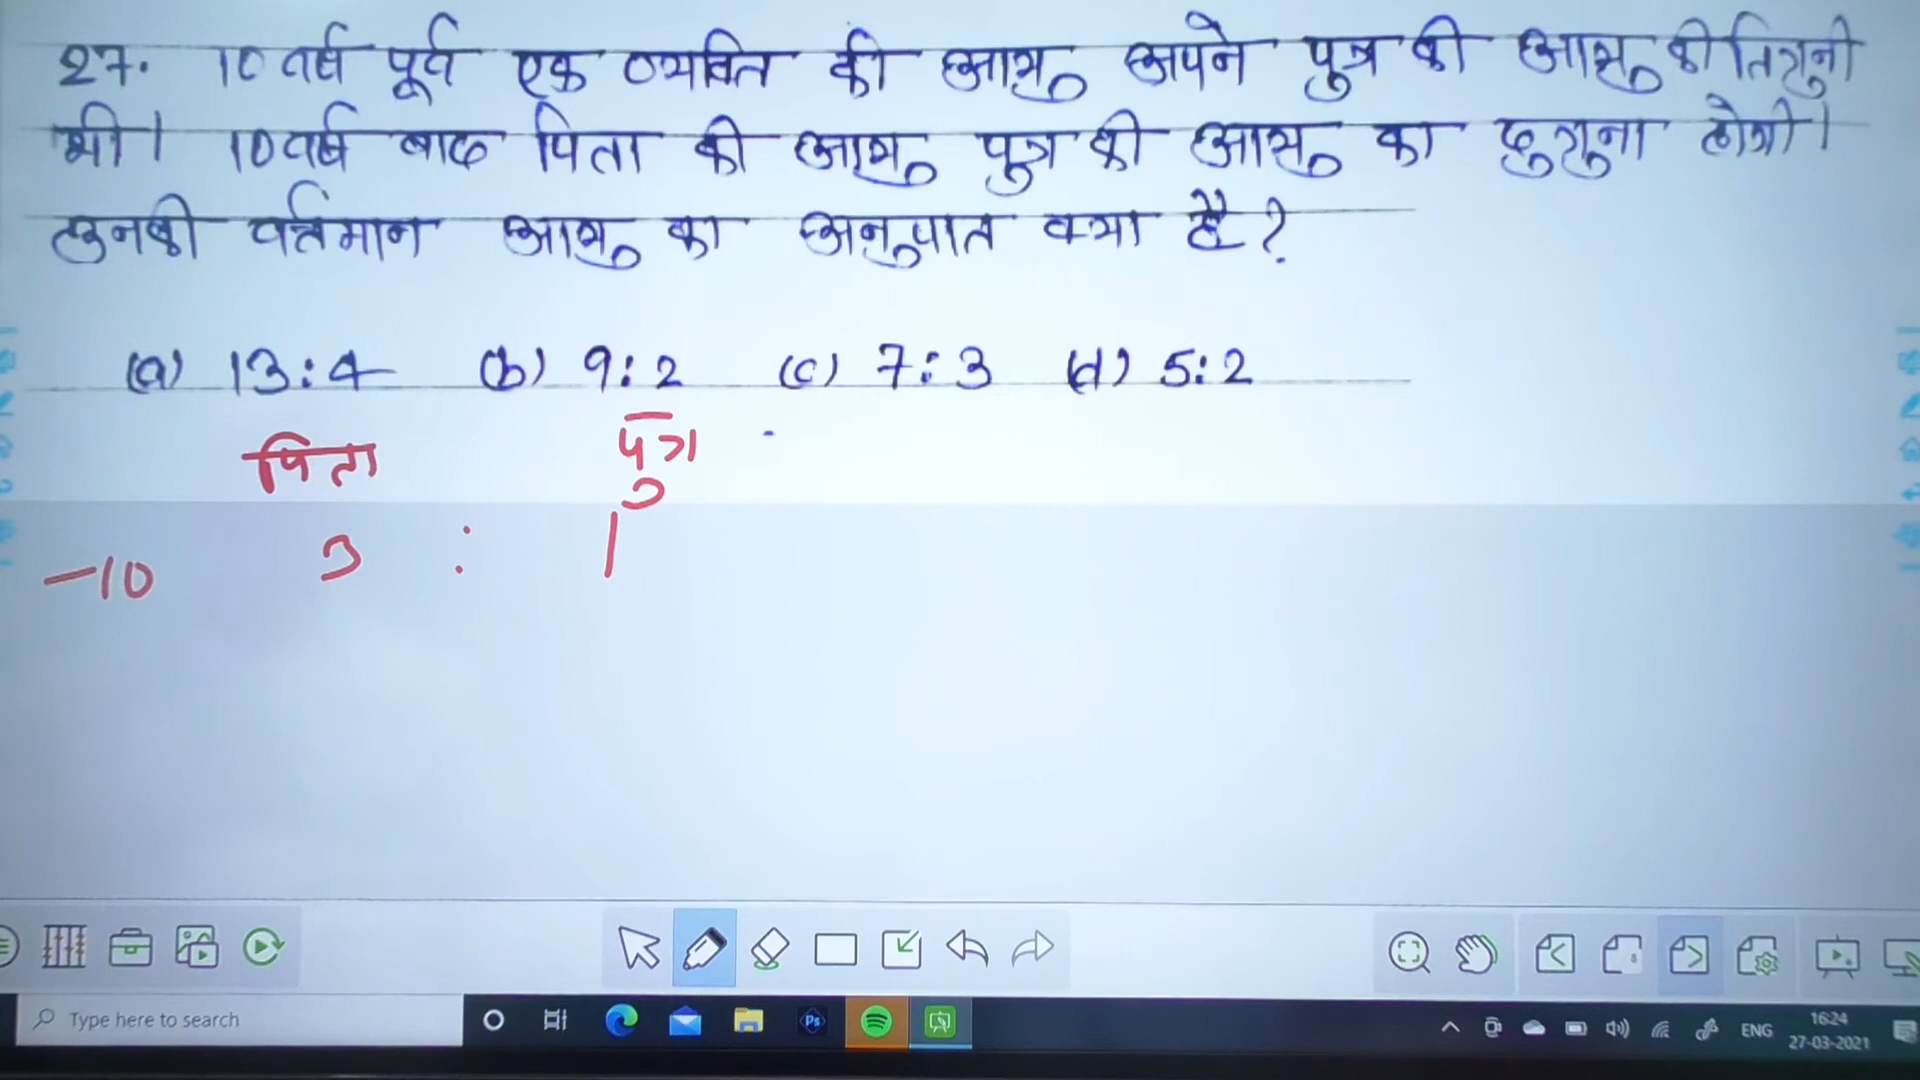 27. 10 वर्ष पूर्व एक व्यक्ति की आयु अपने पुत्र की आयु की तिगुनी
थी। 10 वर्ष बाद पिता की आयु पुत्र की आयु का दुगुना होगी।
उनकी वर्तमान आयु का अनुपात क्या है?
(a) 13:4 (b) 9:2 (c) 7:3 (d) 5:2
पिता पुत्र
-10 3 : 1
Type here to search
Ps
ENG
16:24
27-03-2021